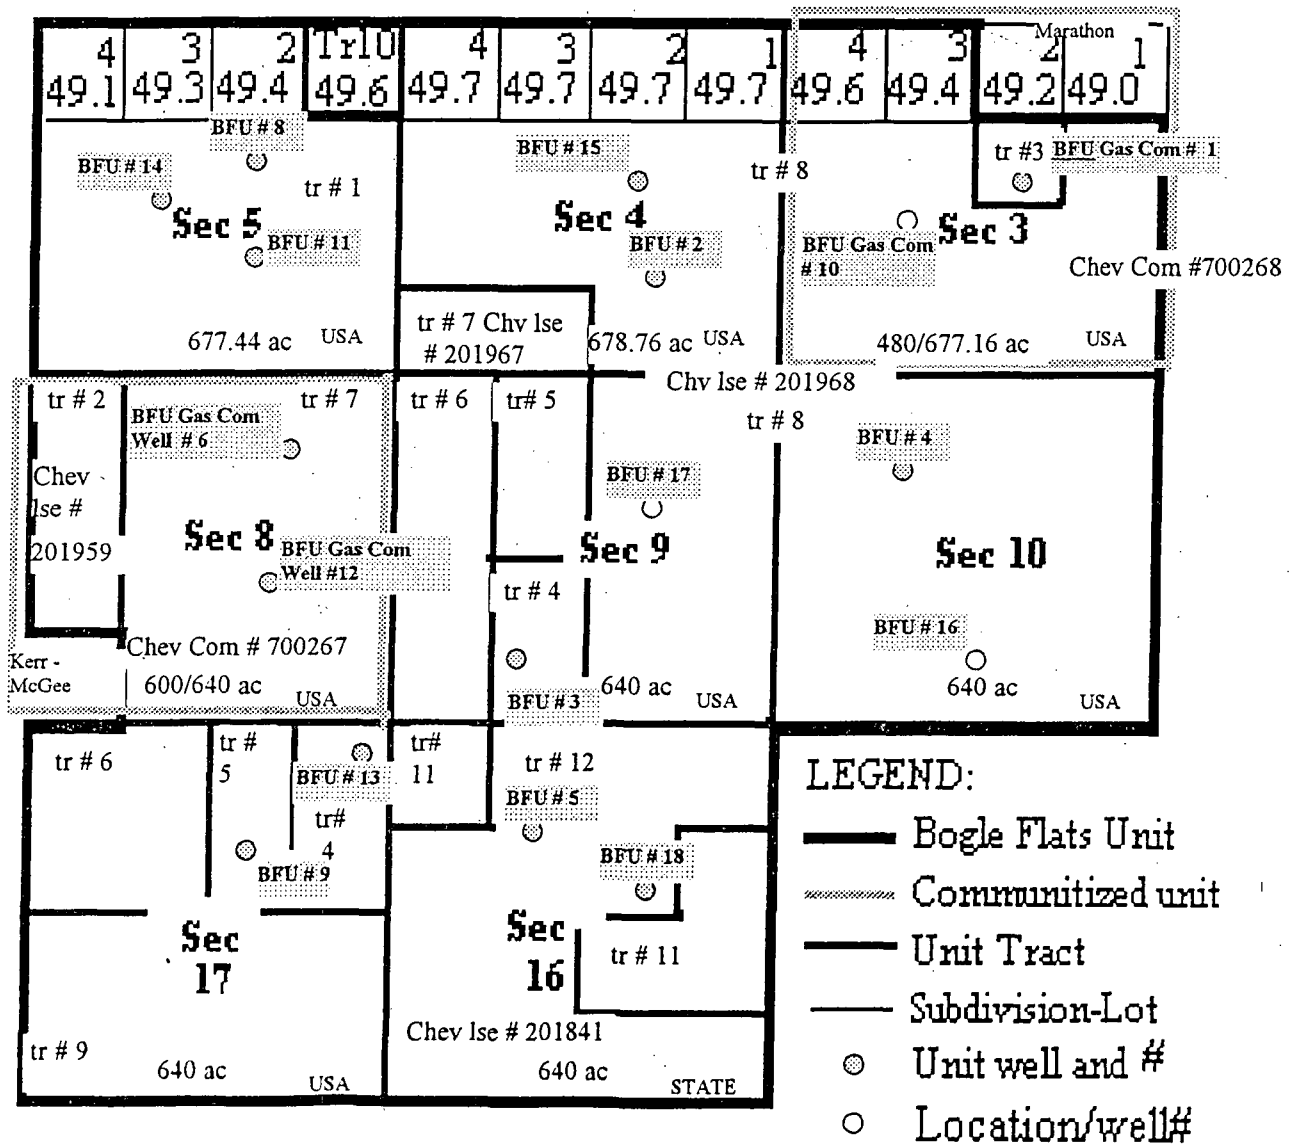 Marathon
4 3 2 Tr10 4 3 2 1 4 3 2 1
49.1 49.3 49.4 49.6 49.7 49.7 49.7 49.7 49.6 49.4 49.2 49.0
BFU # 8
BFU # 14
tr # 1
Sec 5
BFU # 11
677.44 ac
USA
BFU # 15
tr # 8
Sec 4
BFU # 2
tr # 7 Chv lse
# 201967
678.76 ac
USA
tr #3
BFU Gas Com # 1
Sec 3
BFU Gas Com
# 10
Chev Com #700268
480/677.16 ac
USA
tr # 2
BFU Gas Com
Well # 6
tr # 7
Chev
lse #
201959
Sec 8
BFU Gas Com
Well #12
Chev Com # 700267
Kerr -
McGee
600/640 ac
USA
tr # 6
tr# 5
Chv lse # 201968
tr # 8
BFU # 17
Sec 9
tr # 4
BFU # 3
640 ac
USA
BFU # 4
Sec 10
BFU # 16
640 ac
USA
tr # 6
tr #
5
BFU # 13
tr#
4
BFU # 9
Sec
17
tr # 9
640 ac
USA
tr#
11
tr # 12
BFU # 5
BFU # 18
Sec
16
tr # 11
Chev lse # 201841
640 ac
STATE
LEGEND:
Bogle Flats Unit
Communitized unit
Unit Tract
Subdivision-Lot
Unit well and #
Location/well#